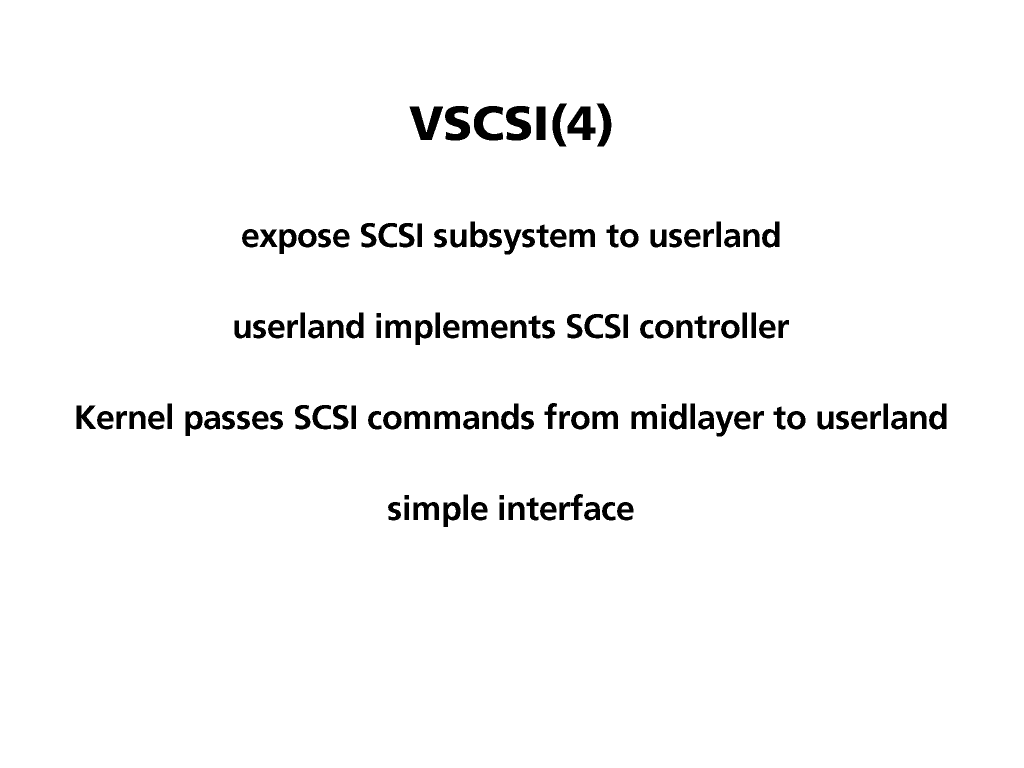 VSCSI(4)
expose SCSI subsystem to userland
userland implements SCSI controller
Kernel passes SCSI commands from midlayer to userland
simple interface